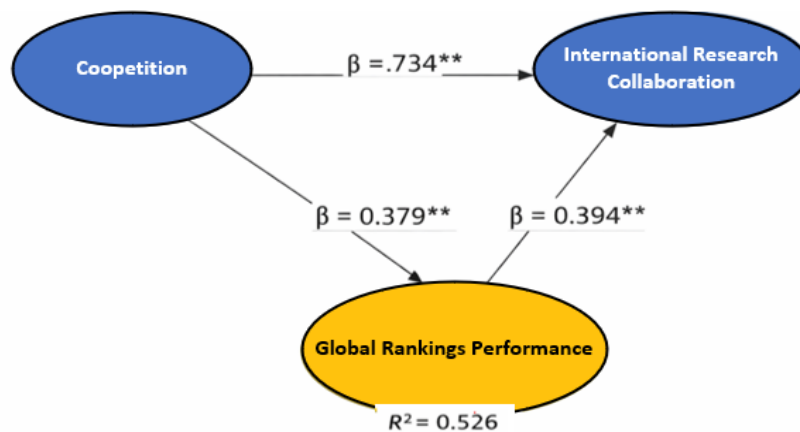 Coopetition
β =.734**
International Research
Collaboration
β = 0.379**
β = 0.394**
Global Rankings Performance
R² = 0.526